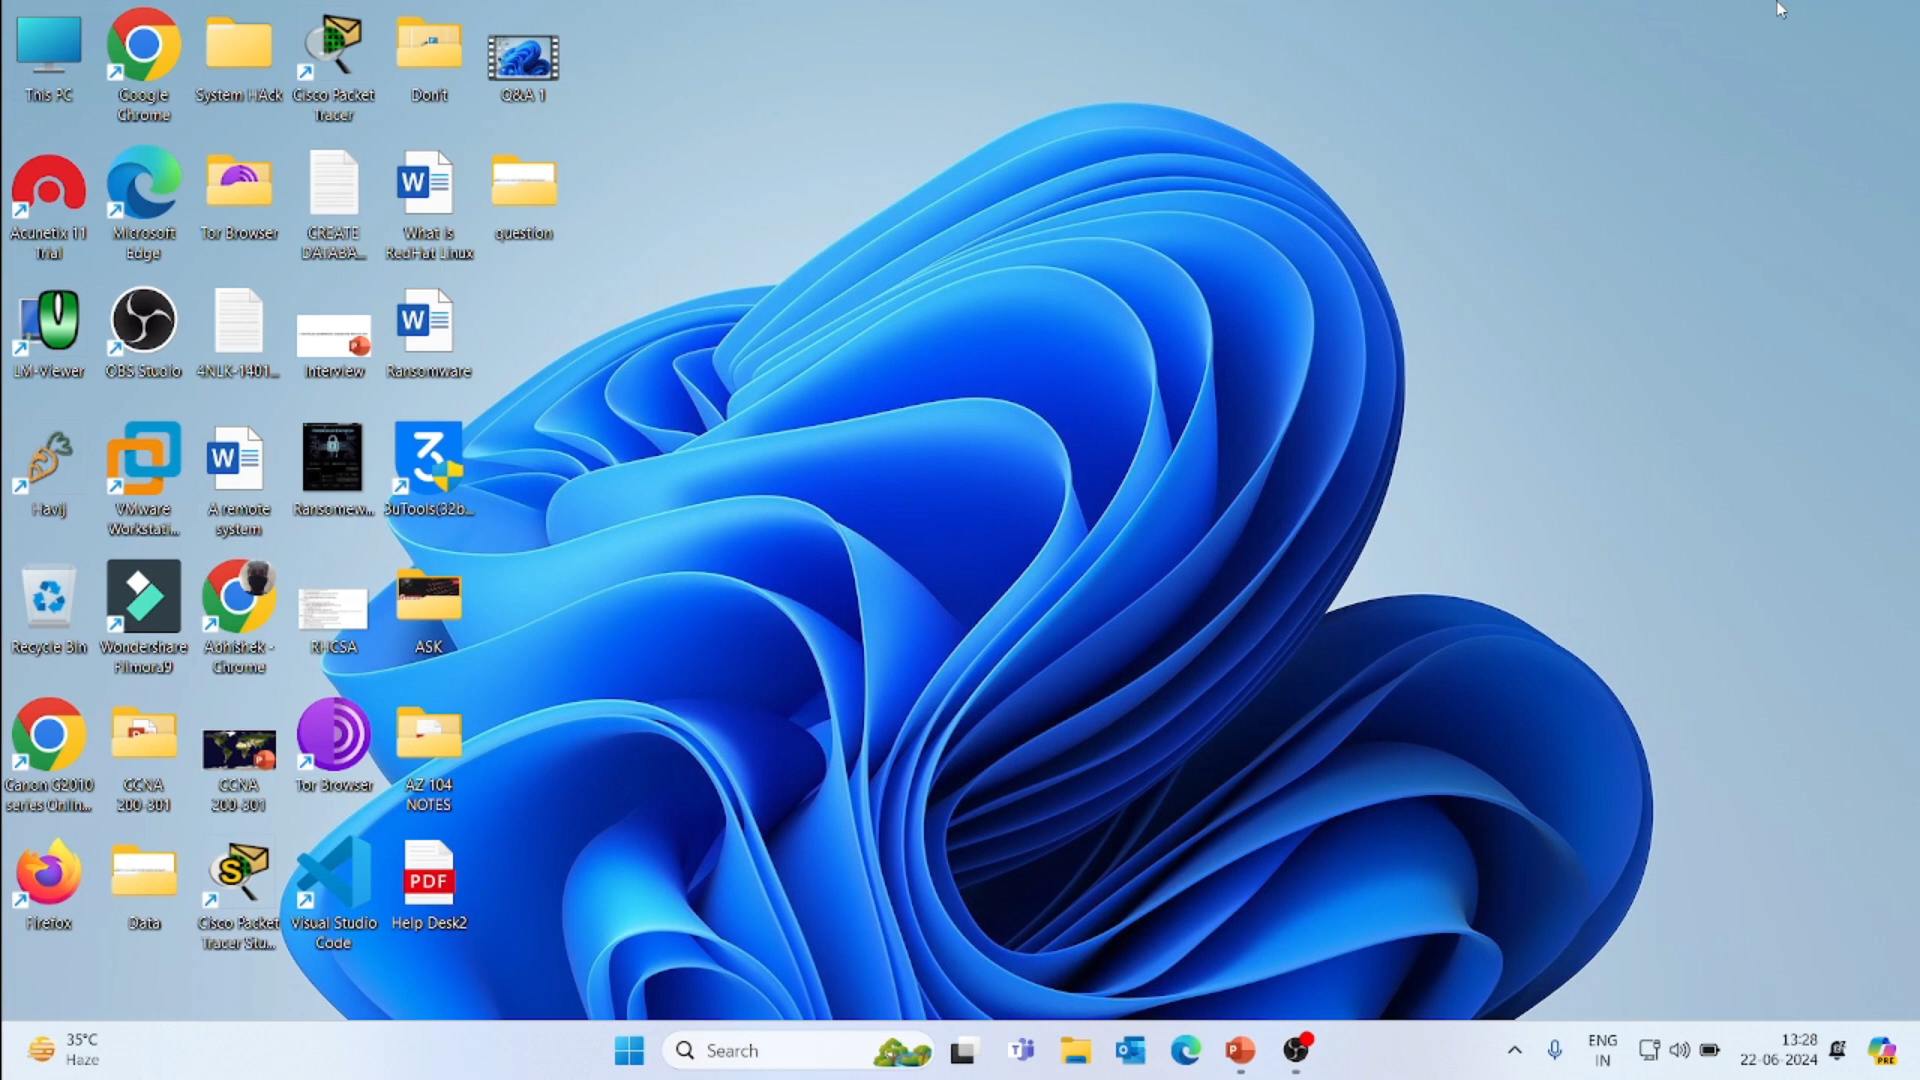 This PC
Google
Chrome
System HAck
Cisco Packet
Tracer
Don't
Q&A 1
Acunetix 11
Trial
Microsoft
Edge
Tor Browser
CREATE
DATABA...
W
What is
RedHat Linux
question
LM-Viewer
OBS Studio
4NLK-1401...
Interview
W
Ransomware
Havij
VMware
Workstati...
W
A remote
system
Ransomew...
3uTools(32b...
Recycle Bin
Wondershare
Filmora9
Abhishek -
Chrome
RHCSA
ASK
Canon G2010
series Onlin...
CCNA
200-301
CCNA
200-301
Tor Browser
AZ 104
NOTES
Firefox
Data
S
Cisco Packet
Tracer Stu...
Visual Studio
Code
PDF
Help Desk2
35°C
Haze
Search
ENG
IN
13:28
22-06-2024
PRE